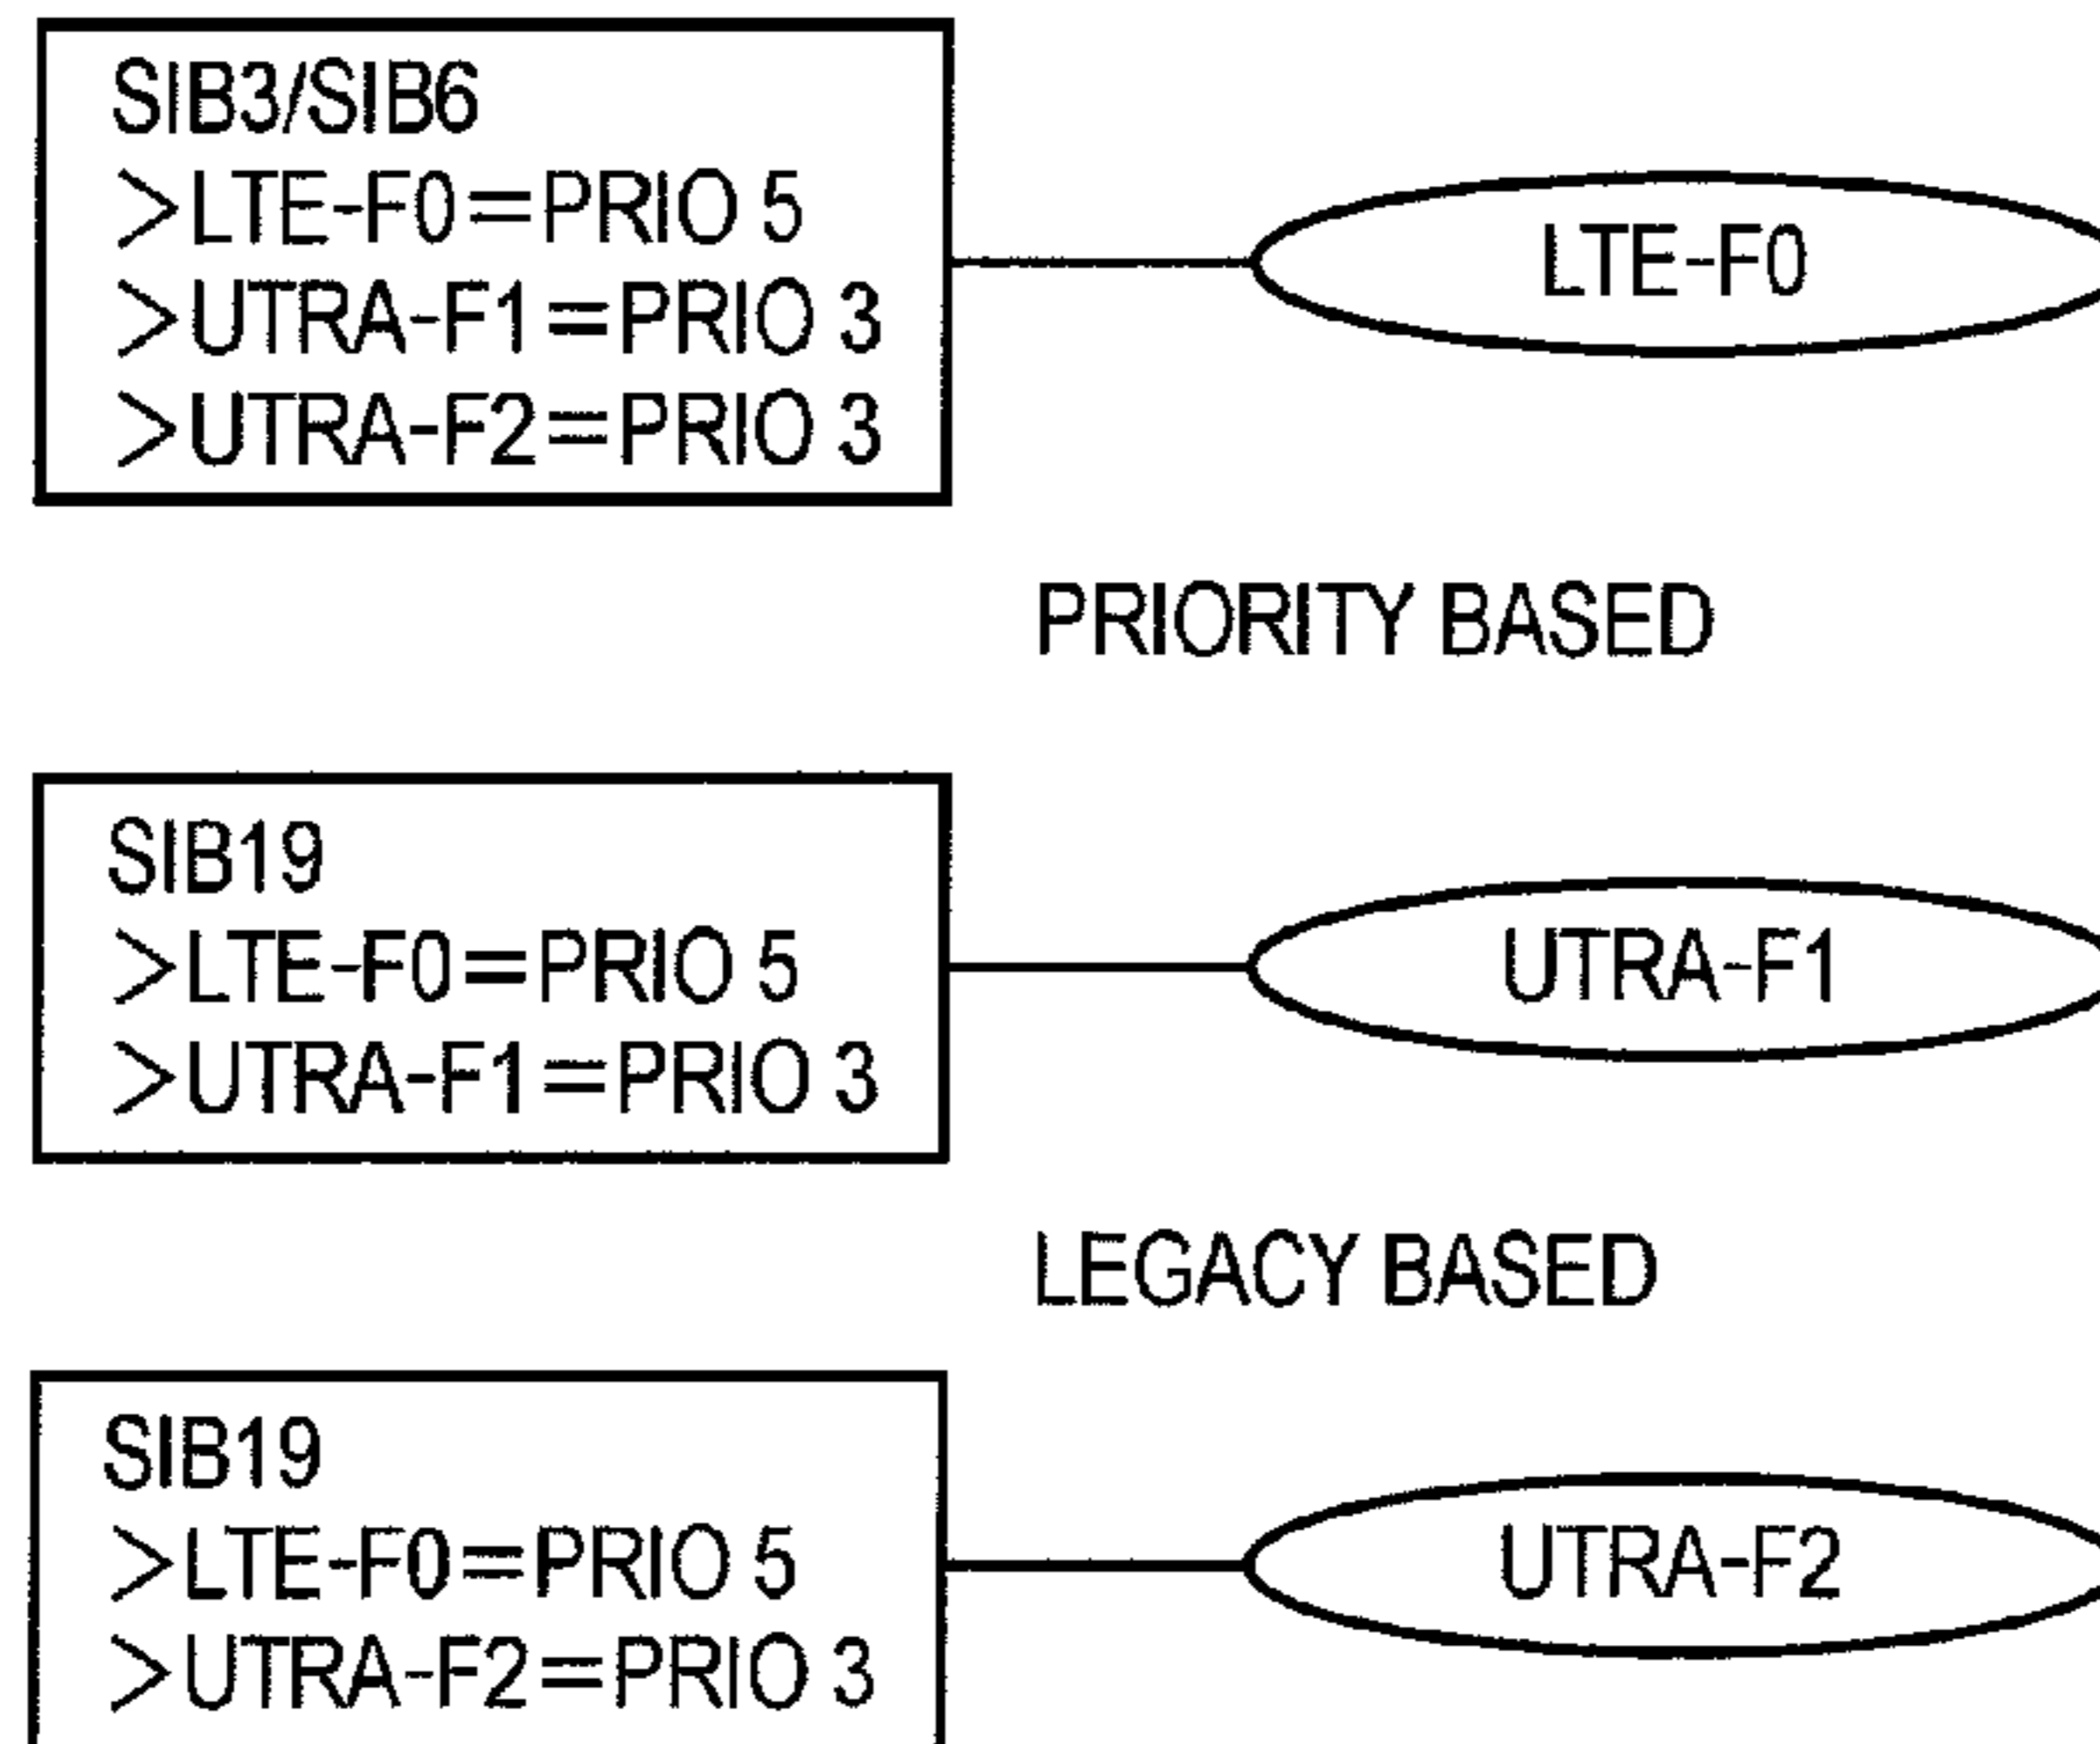 SIB3/SIB6
>LTE-F0=PRIO 5
>UTRA-F1=PRIO 3
>UTRA-F2=PRIO 3
LTE-F0
PRIORITY BASED
SIB19
>LTE-F0=PRIO 5
>UTRA-F1=PRIO 3
UTRA-F1
LEGACY BASED
SIB19
>LTE-F0=PRIO 5
>UTRA-F2=PRIO 3
UTRA-F2